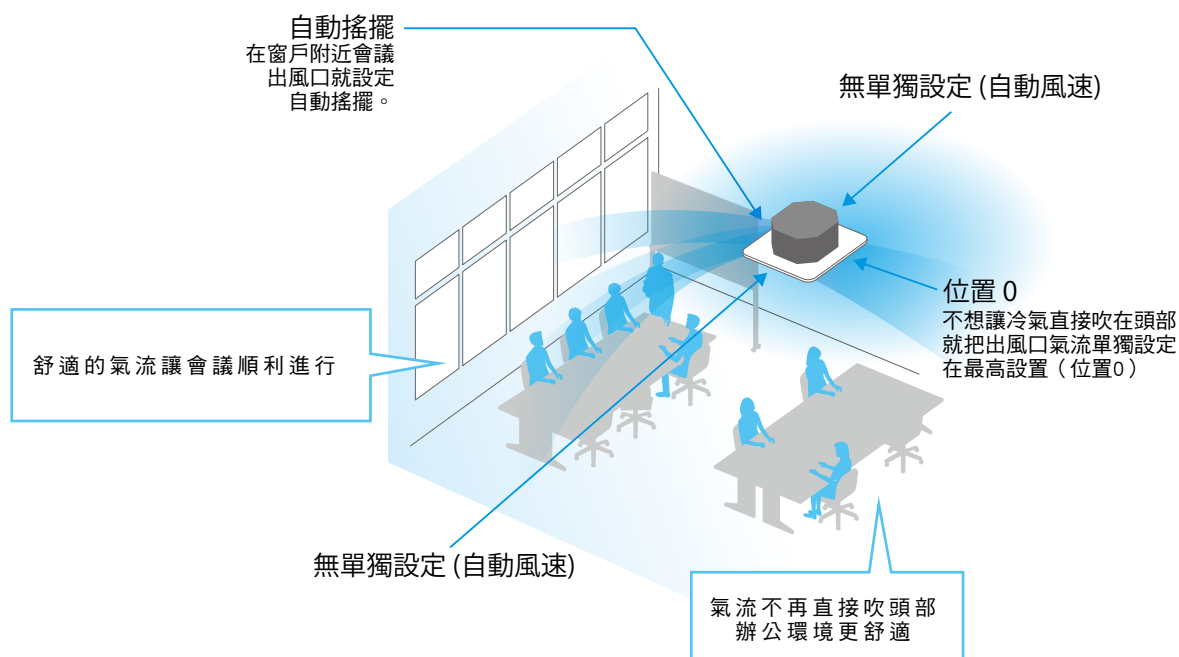 自動搖擺
在窗戶附近會議
出風口就設定
自動搖擺。
無單獨設定 (自動風速)
位置 0
不想讓冷氣直接吹在頭部
就把出風口氣流單獨設定
在最高設置（位置0）
舒適的氣流讓會議順利進行
無單獨設定 (自動風速)
氣流不再直接吹頭部
辦公環境更舒適